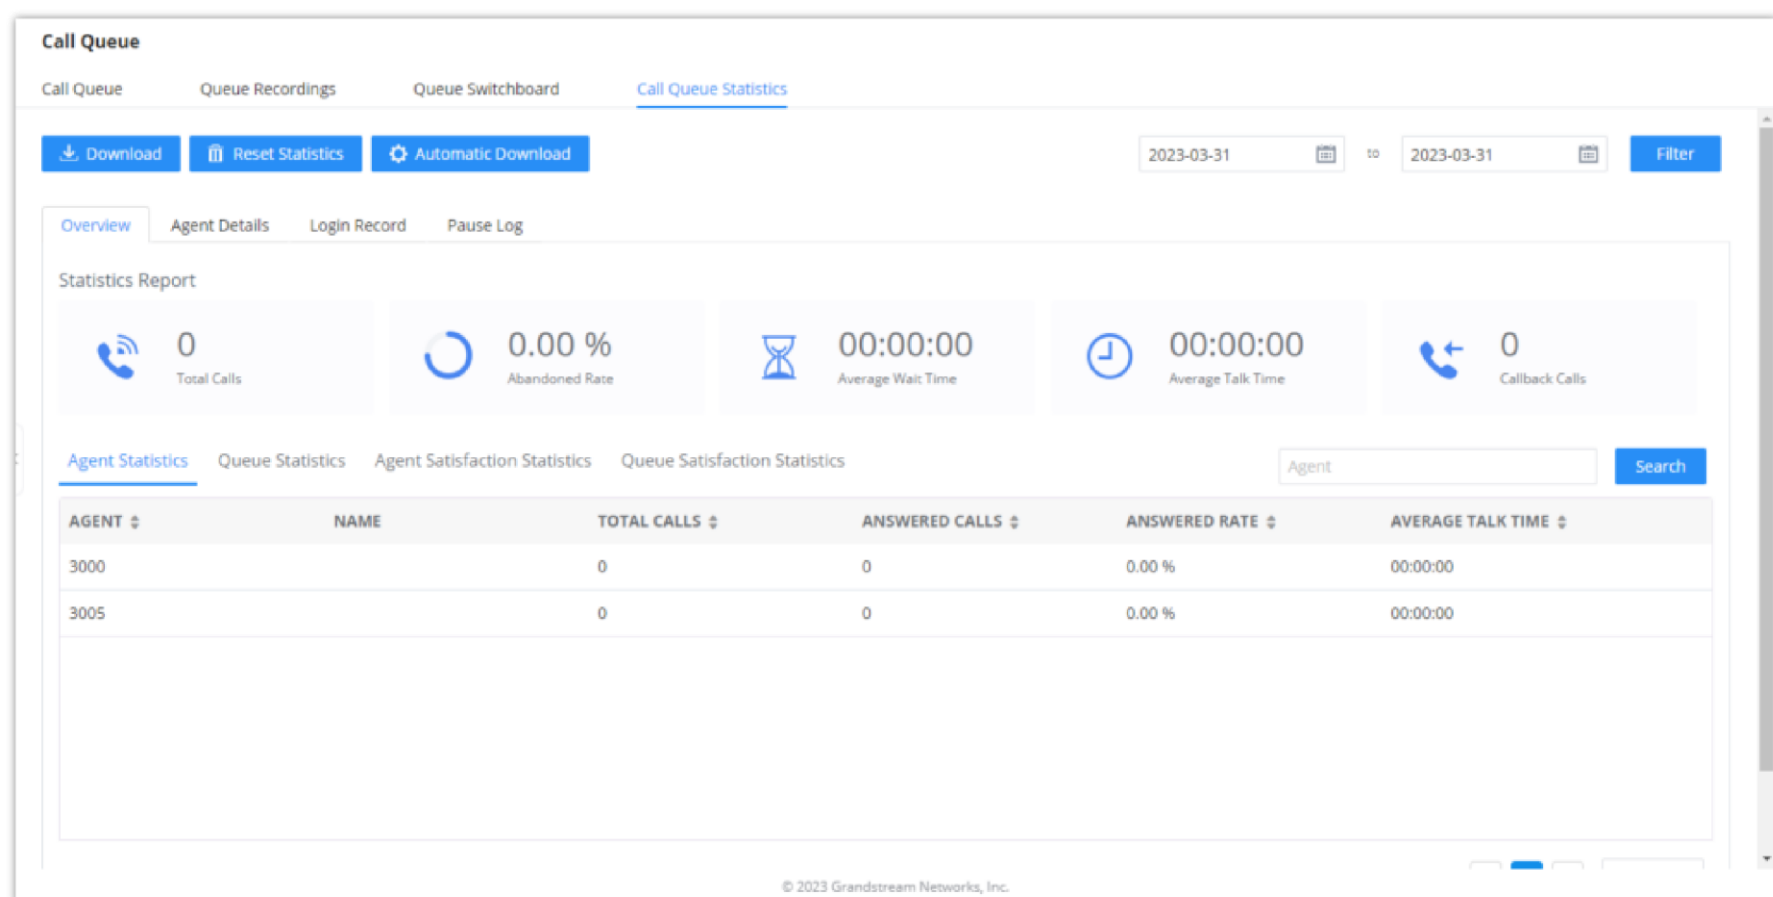 Call Queue
Call Queue Queue Recordings Queue Switchboard Call Queue Statistics
Download Reset Statistics Automatic Download 2023-03-31 to 2023-03-31 Filter
Overview Agent Details Login Record Pause Log
Statistics Report
0 0.00 % 00:00:00 00:00:00 0
Total Calls Abandoned Rate Average Wait Time Average Talk Time Callback Calls
Agent Statistics Queue Statistics Agent Satisfaction Statistics Queue Satisfaction Statistics Agent Search
AGENT NAME TOTAL CALLS ANSWERED CALLS ANSWERED RATE AVERAGE TALK TIME
3000 0 0 0.00 % 00:00:00
3005 0 0 0.00 % 00:00:00
© 2023 Grandstream Networks, Inc.